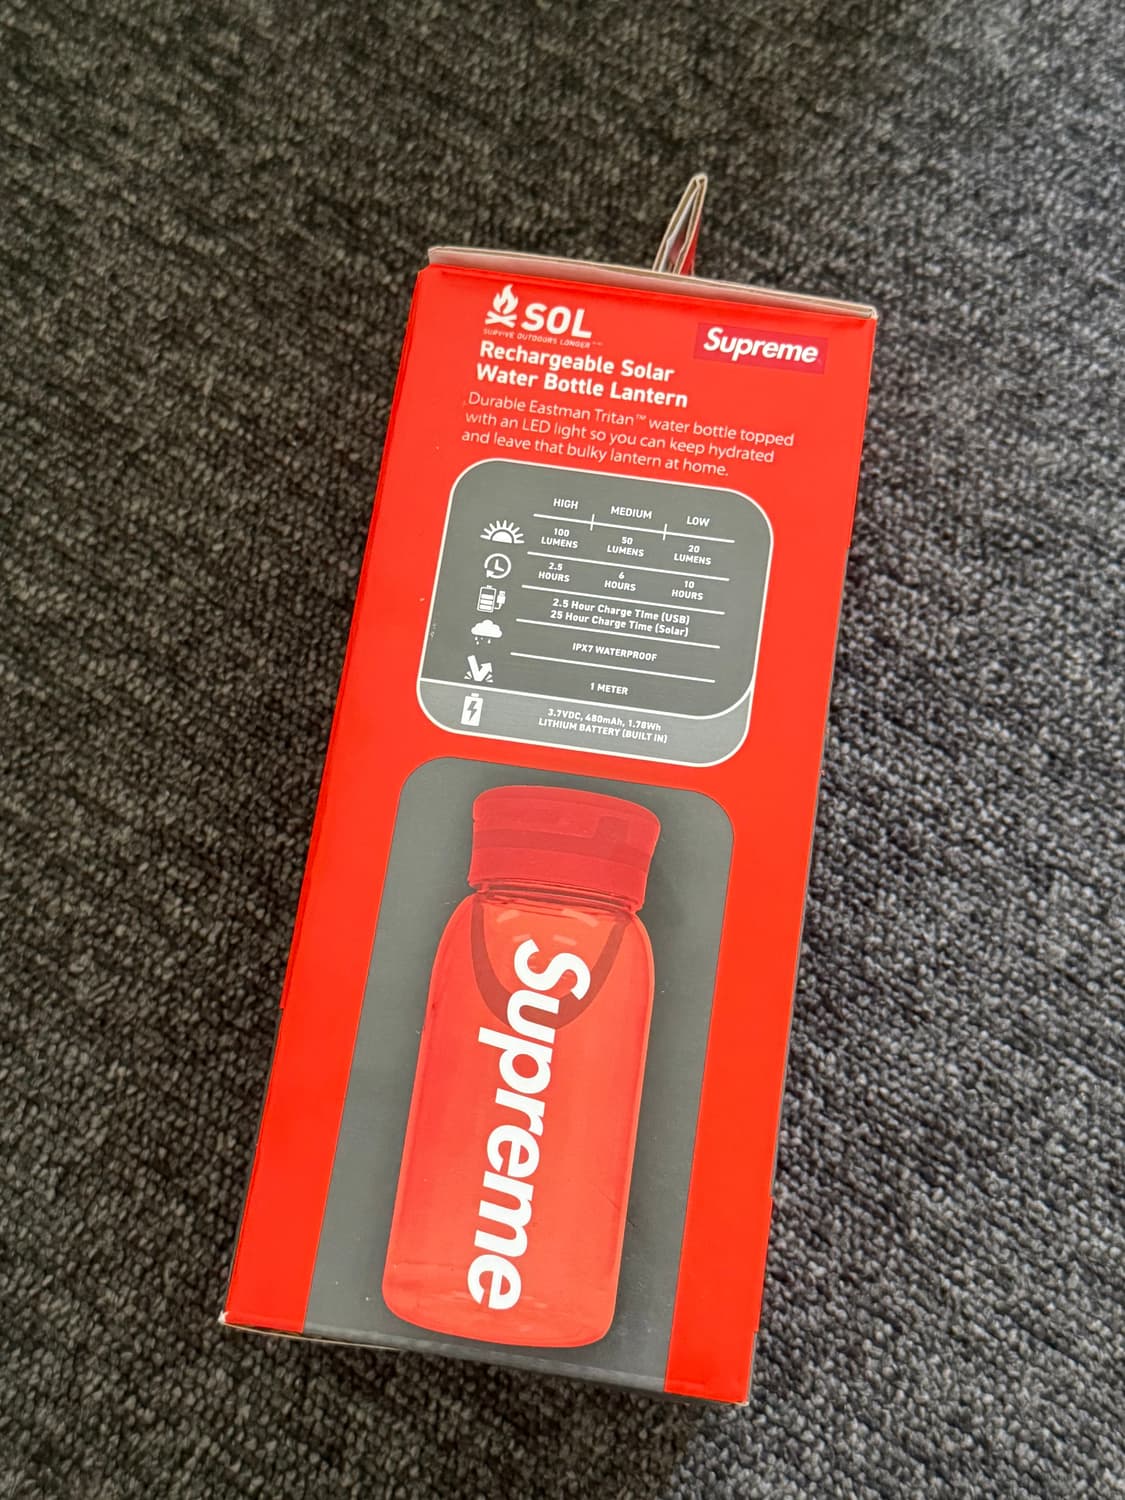 SOL
SURVIVE OUTDOORS LONGER
Supreme
Rechargeable Solar
Water Bottle Lantern
Durable Eastman Tritan™ water bottle topped
with an LED light so you can keep hydrated
and leave that bulky lantern at home.
HIGH MEDIUM LOW
100 LUMENS 50 LUMENS 20 LUMENS
2.5 HOURS 6 HOURS 10 HOURS
2.5 Hour Charge Time (USB)
25 Hour Charge Time (Solar)
IPX7 WATERPROOF
1 METER
3.7VDC, 480mAh, 1.78Wh
LITHIUM BATTERY (BUILT IN)
Supreme